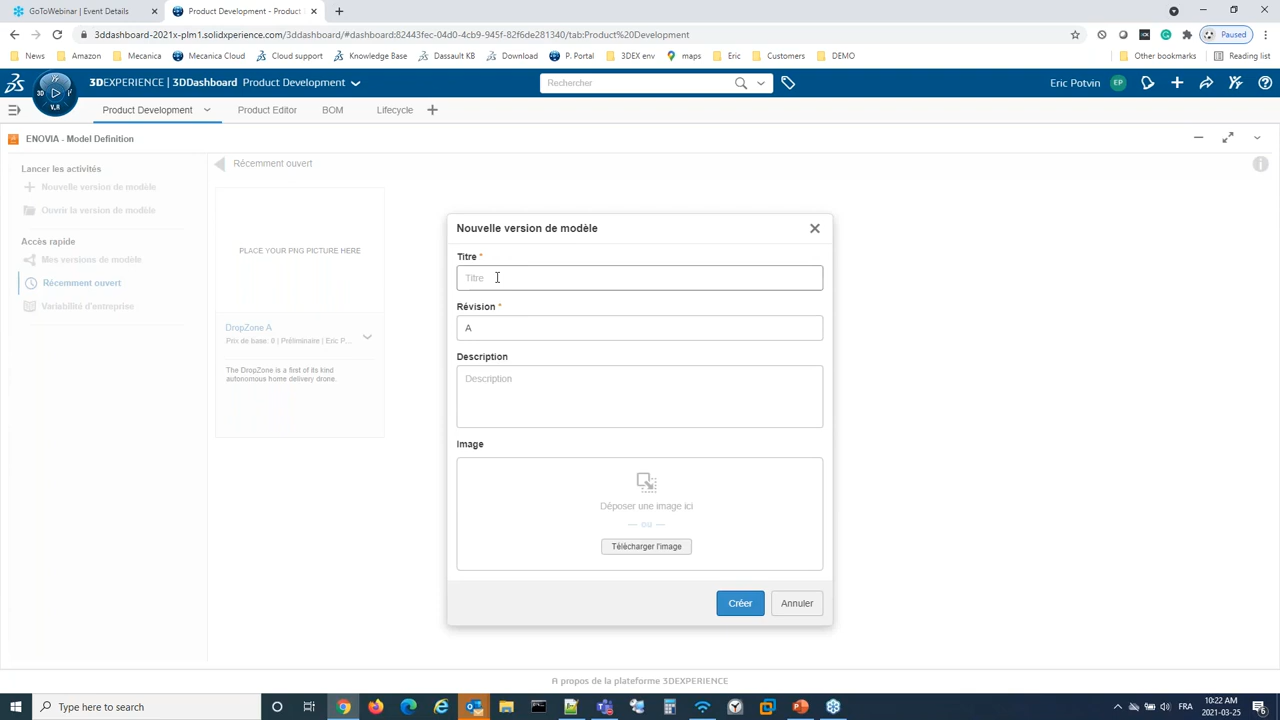 GoToWebinar | Event Details
Product Development - Product D
3ddashboard-2021x-plm1.solidxperience.com/3ddashboard/#dashboard:82443fec-04d0-4cb9-945f-82f6de281340/tab:Product%20Development
Paused
News
Amazon
Mecanica
Mecanica Cloud
Cloud support
Knowledge Base
Dassault KB
Download
P. Portal
3DEX env
maps
Eric
Customers
DEMO
Other bookmarks
Reading list
3DEXPERIENCE | 3DDashboard Product Development
Rechercher
Eric Potvin
EP
3D
V.R
Product Development
Product Editor
BOM
Lifecycle
ENOVIA - Model Definition
Lancer les activités
Nouvelle version de modèle
Ouvrir la version de modèle
Accès rapide
Mes versions de modèle
Récemment ouvert
Variabilité d'entreprise
Récemment ouvert
PLACE YOUR PNG PICTURE HERE
DropZone A
Prix de base: 0 | Préliminaire | Eric P...
The DropZone is a first of its kind
autonomous home delivery drone.
Nouvelle version de modèle
Titre *
Titre
Révision *
A
Description
Description
Image
Déposer une image ici
— ou —
Télécharger l'image
Créer
Annuler
A propos de la plateforme 3DEXPERIENCE
Type here to search
FRA
10:22 AM
2021-03-25